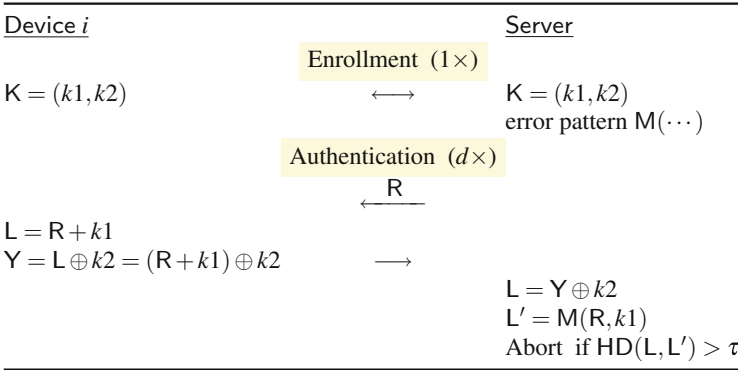 Device i Server
Enrollment (1×)
K = (k1,k2) ⟷ K = (k1,k2)
error pattern M(···)
Authentication (d×)
R
⟵
L = R + k1
Y = L ⊕ k2 = (R + k1) ⊕ k2 ⟶
L = Y ⊕ k2
L′ = M(R,k1)
Abort if HD(L,L′) > τ